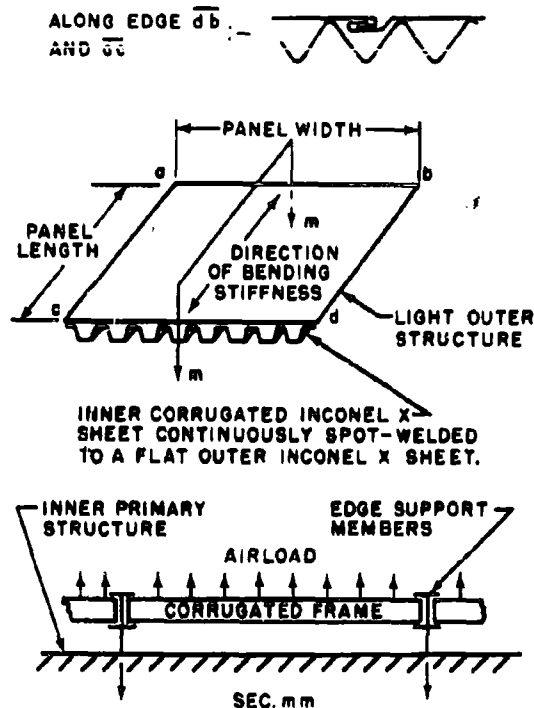 ALONG EDGE db
AND
PANEL WIDTH
a
b
PANEL
LENGTH
m
DIRECTION
OF BENDING
STIFFNESS
c
d
LIGHT OUTER
STRUCTURE
m
INNER CORRUGATED INCONEL X
SHEET CONTINUOUSLY SPOT-WELDED
TO A FLAT OUTER INCONEL X SHEET.
INNER PRIMARY
STRUCTURE
EDGE SUPPORT
MEMBERS
AIRLOAD
CORRUGATED FRAME
SEC. mm